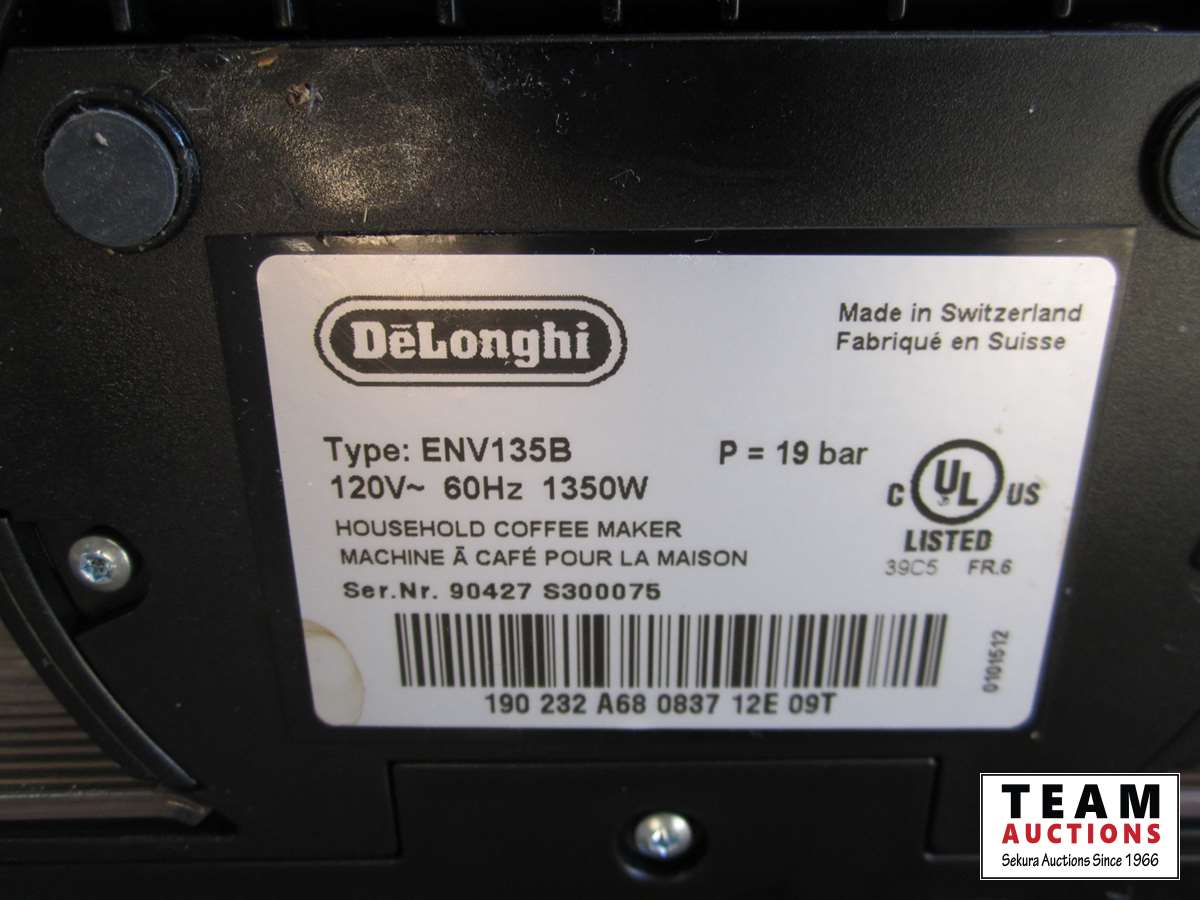 DēLonghi
Made in Switzerland
Fabriqué en Suisse
Type: ENV135B
P = 19 bar
120V~ 60Hz 1350W
C UL US
LISTED
39C5 FR.6
HOUSEHOLD COFFEE MAKER
MACHINE Ā CAFÉ POUR LA MAISON
Ser.Nr. 90427 S300075
190 232 A68 0837 12E 09T
0101512
TEAM
AUCTIONS
Sekura Auctions Since 1966